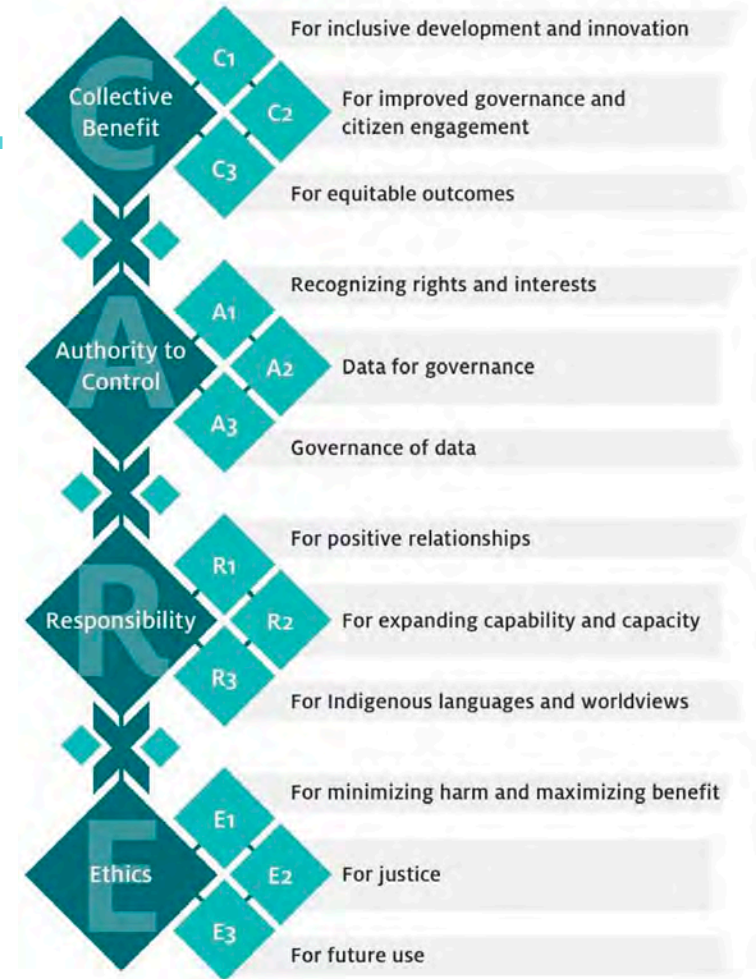 C
Collective
Benefit
C1
For inclusive development and innovation
C2
For improved governance and
citizen engagement
C3
For equitable outcomes
A
Authority to
Control
A1
Recognizing rights and interests
A2
Data for governance
A3
Governance of data
R
Responsibility
R1
For positive relationships
R2
For expanding capability and capacity
R3
For Indigenous languages and worldviews
E
Ethics
E1
For minimizing harm and maximizing benefit
E2
For justice
E3
For future use